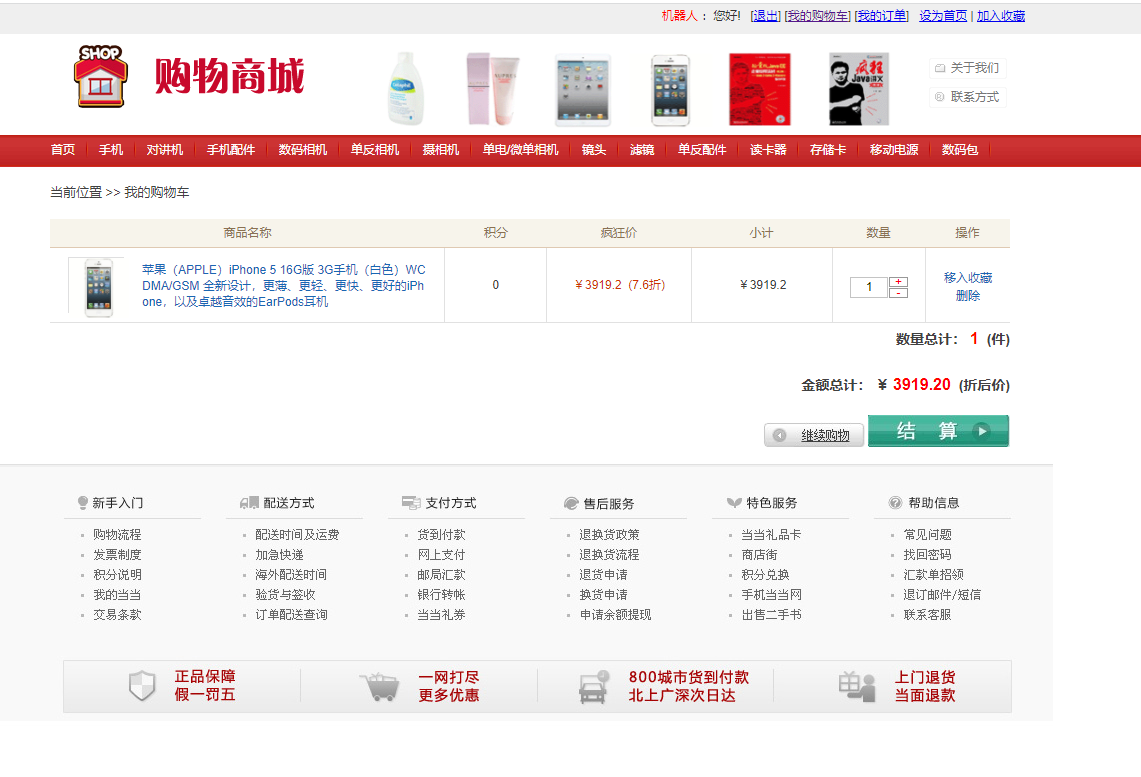 机器人 ： 您好! [退出] [我的购物车] [我的订单] 设为首页 | 加入收藏
SHOP
购物商城
疯狂
Java讲义
关于我们
联系方式
首页 手机 对讲机 手机配件 数码相机 单反相机 摄相机 单电/微单相机 镜头 滤镜 单反配件 读卡器 存储卡 移动电源 数码包
当前位置 >> 我的购物车
商品名称 积分 疯狂价 小计 数量 操作
苹果（APPLE）iPhone 5 16G版 3G手机（白色）WC
DMA/GSM 全新设计，更薄、更轻、更快、更好的iPh
one，以及卓越音效的EarPods耳机
0 ￥3919.2 (7.6折) ￥3919.2 1 + - 移入收藏
删除
数量总计： 1 (件)
金额总计： ￥ 3919.20 (折后价)
继续购物 结 算
新手入门 配送方式 支付方式 售后服务 特色服务 帮助信息
购物流程 配送时间及运费 货到付款 退换货政策 当当礼品卡 常见问题
发票制度 加急快递 网上支付 退换货流程 商店街 找回密码
积分说明 海外配送时间 邮局汇款 退货申请 积分兑换 汇款单招领
我的当当 验货与签收 银行转帐 换货申请 手机当当网 退订邮件/短信
交易条款 订单配送查询 当当礼券 申请余额提现 出售二手书 联系客服
正品保障 一网打尽 800城市货到付款 上门退货
假一罚五 更多优惠 北上广深次日达 当面退款